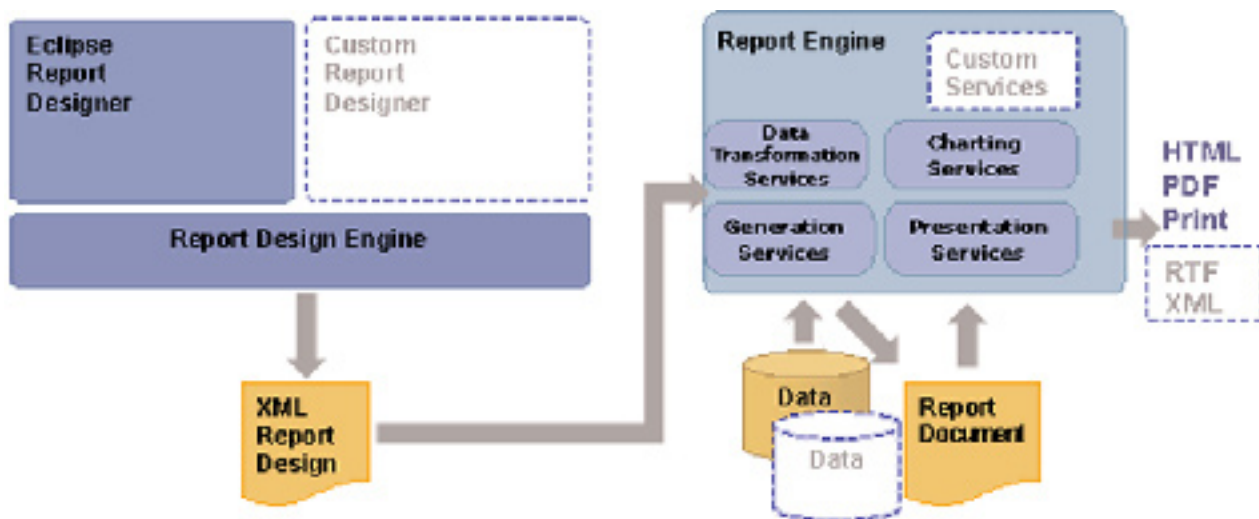 Eclipse
Report
Designer
Custom
Report
Designer
Report Design Engine
XML
Report
Design
Report Engine
Custom
Services
Data
Transformation
Services
Charting
Services
Generation
Services
Presentation
Services
HTML
PDF
Print
RTF
XML
Data
Data
Report
Document